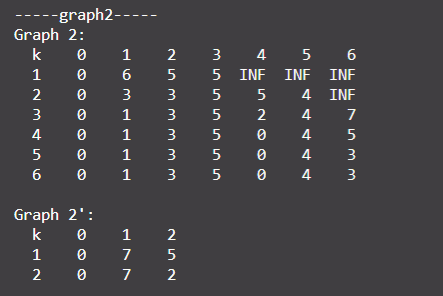 -----graph2-----
Graph 2:
k 0 1 2 3 4 5 6
1 0 6 5 5 INF INF INF
2 0 3 3 5 5 4 INF
3 0 1 3 5 2 4 7
4 0 1 3 5 0 4 5
5 0 1 3 5 0 4 3
6 0 1 3 5 0 4 3
Graph 2':
k 0 1 2
1 0 7 5
2 0 7 2